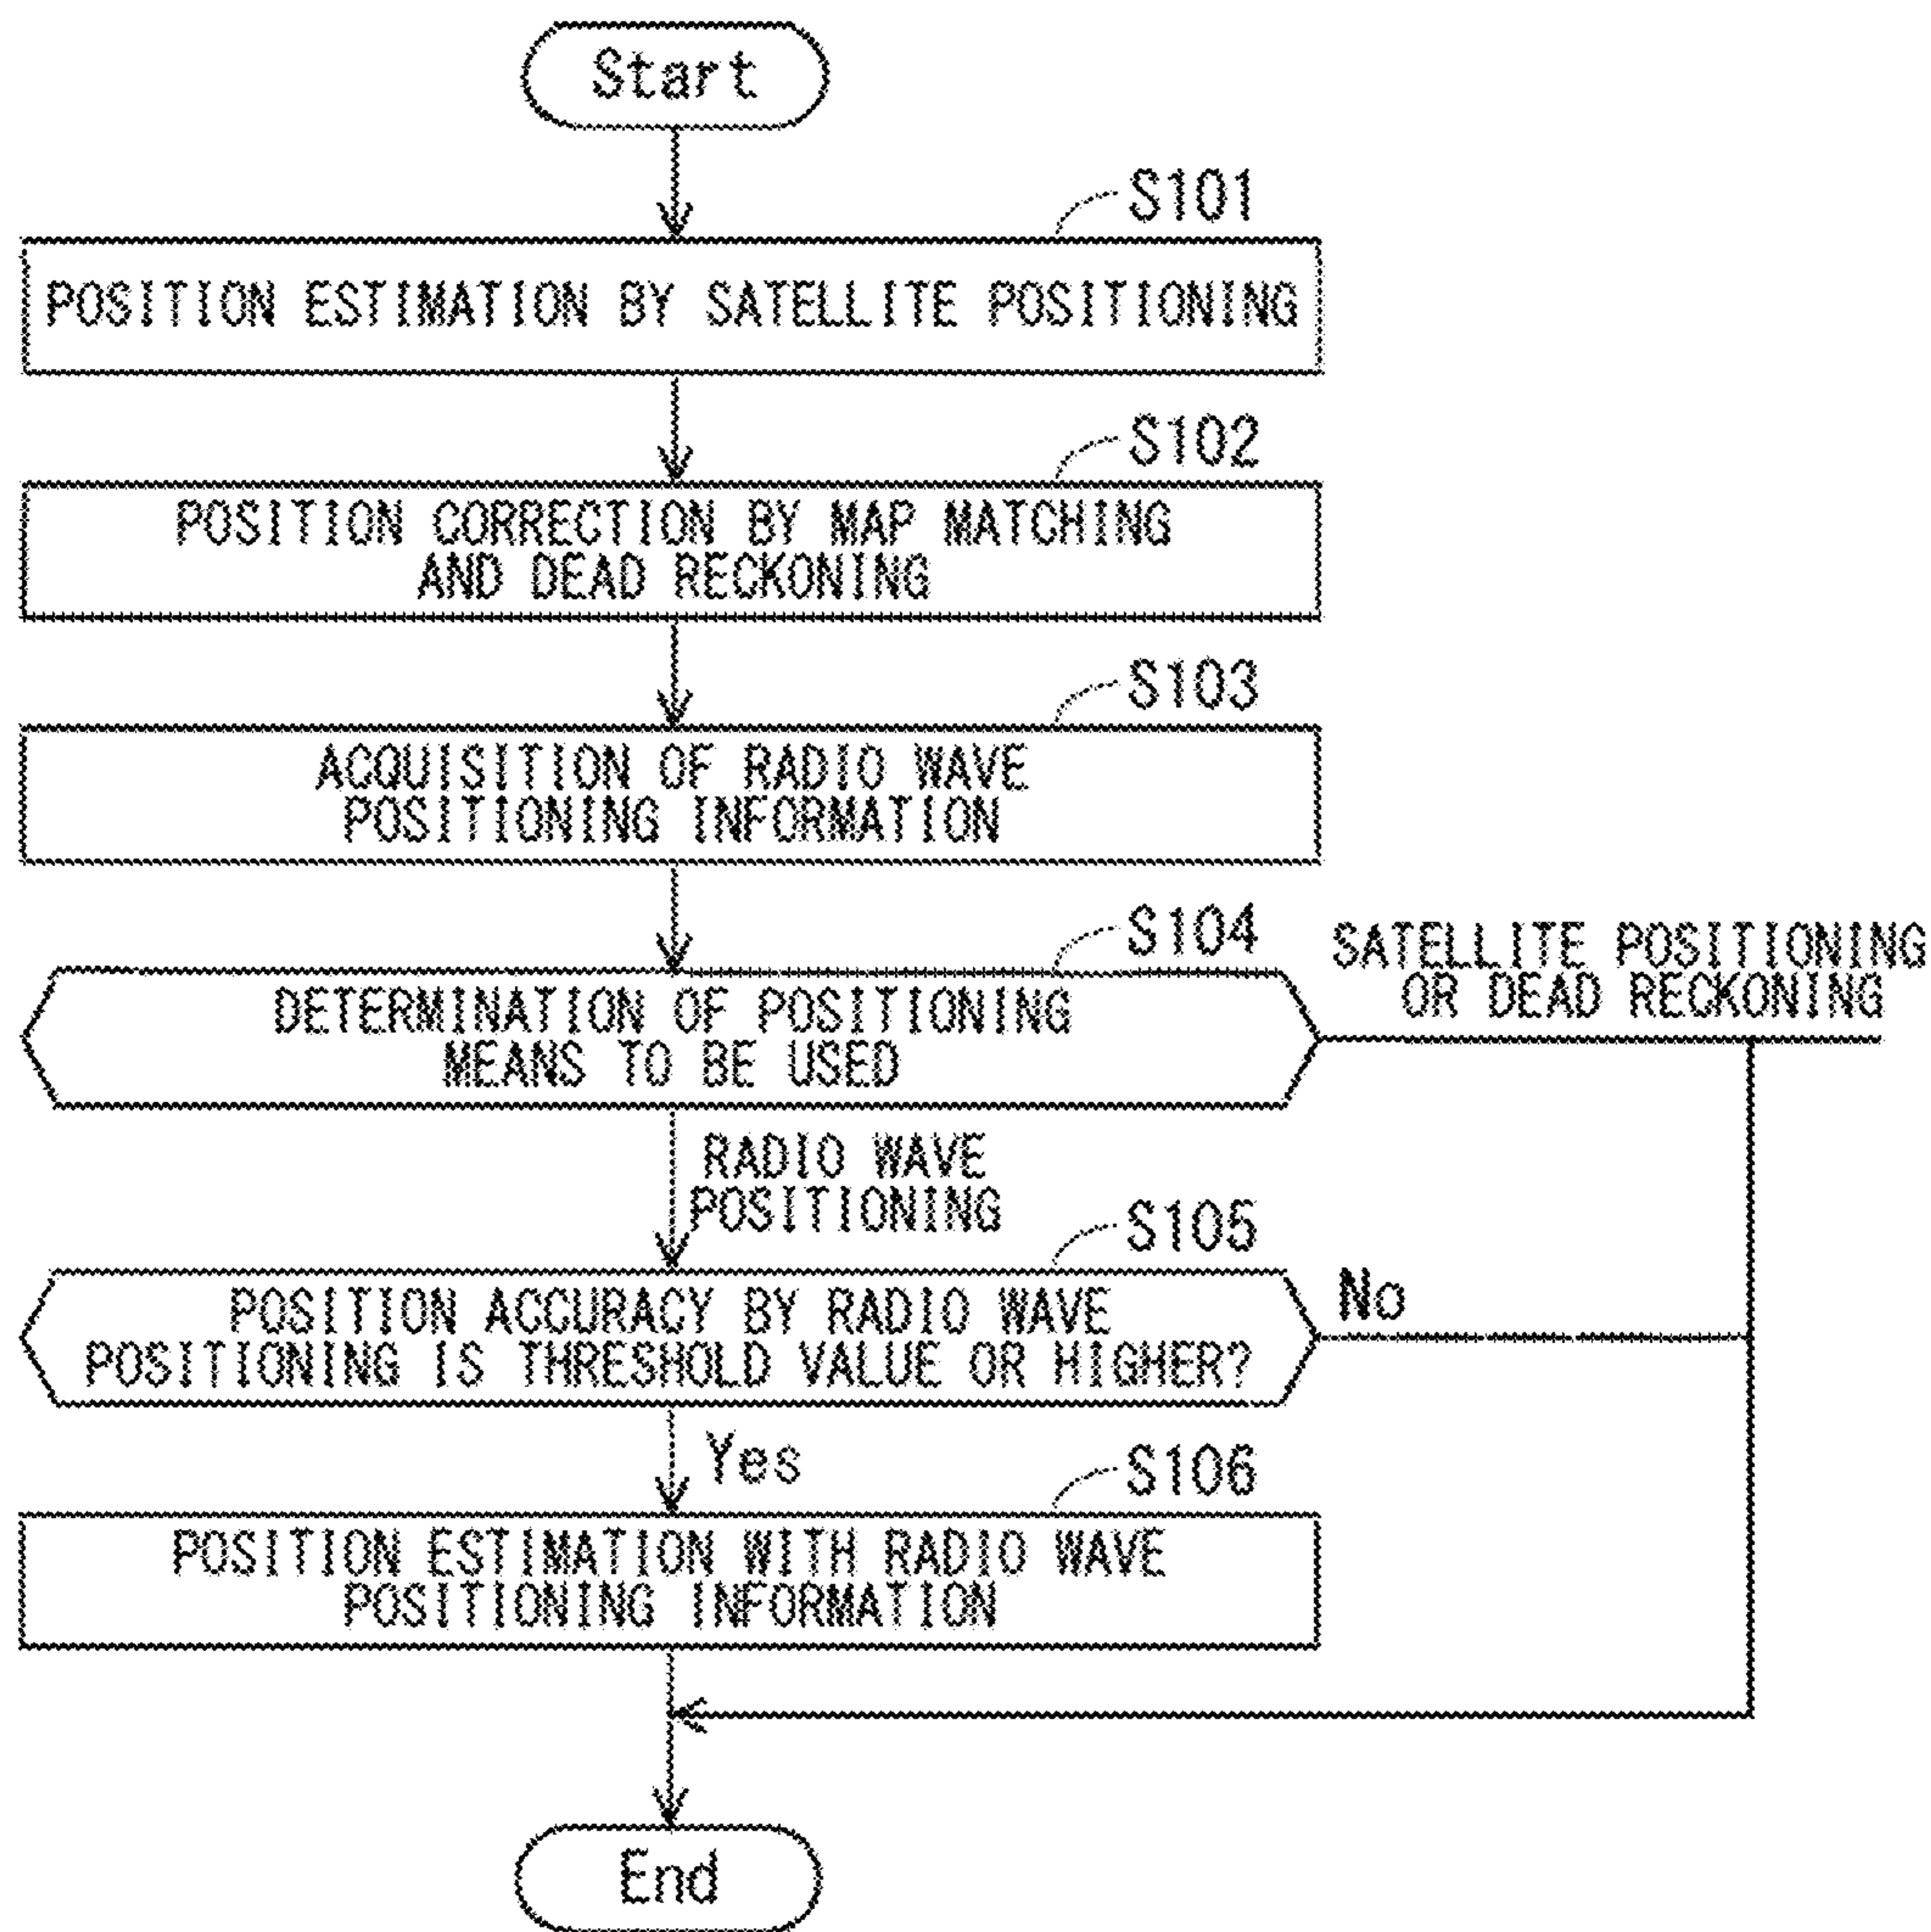 Start
S101
POSITION ESTIMATION BY SATELLITE POSITIONING
S102
POSITION CORRECTION BY MAP MATCHING
AND DEAD RECKONING
S103
ACQUISITION OF RADIO WAVE
POSITIONING INFORMATION
S104
SATELLITE POSITIONING
OR DEAD RECKONING
DETERMINATION OF POSITIONING
MEANS TO BE USED
RADIO WAVE
POSITIONING
S105
POSITION ACCURACY BY RADIO WAVE
POSITIONING IS THRESHOLD VALUE OR HIGHER?
No
Yes
S106
POSITION ESTIMATION WITH RADIO WAVE
POSITIONING INFORMATION
End